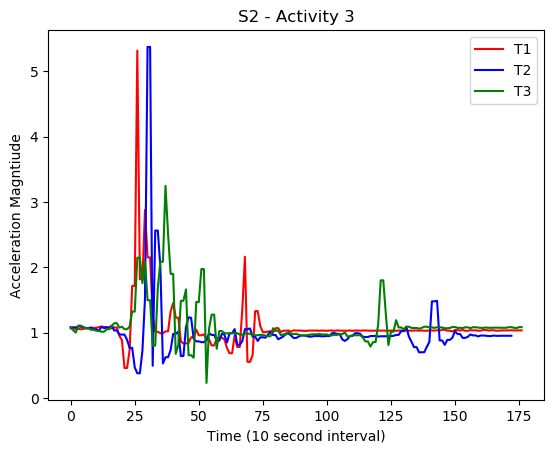 S2 - Activity 3
T1
T2
T3
5
4
3
2
1
0
Acceleration Magntiude
0 25 50 75 100 125 150 175
Time (10 second interval)